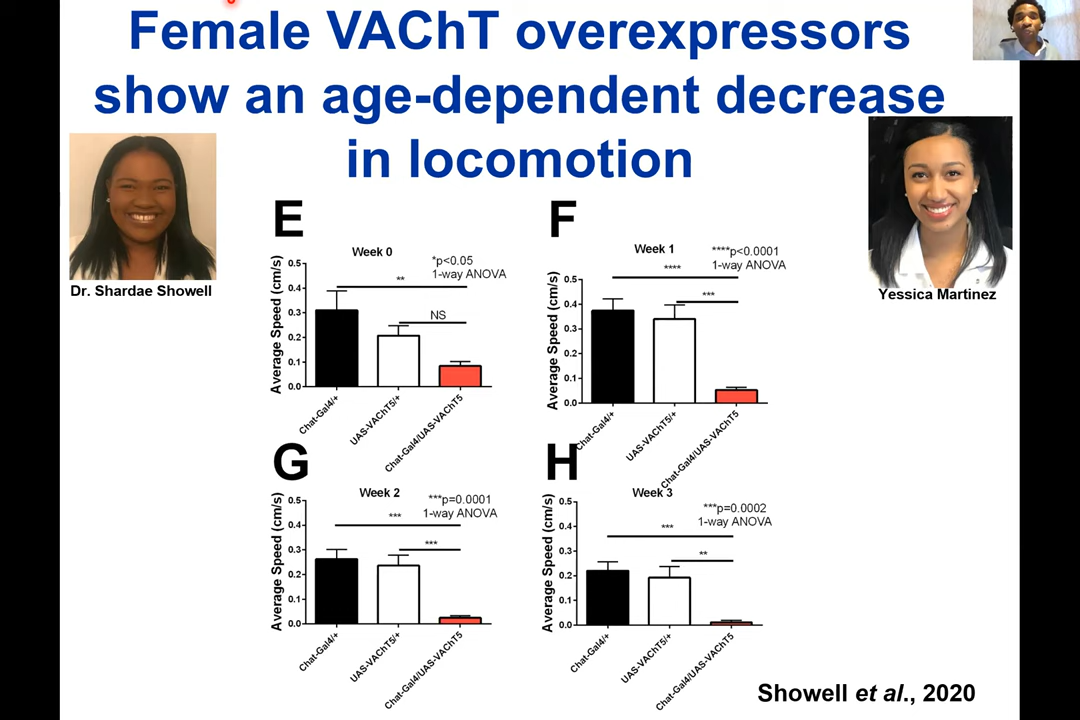 Female VAChT overexpressors
show an age-dependent decrease
in locomotion
Dr. Shardae Showell
Yessica Martinez
E
Week 0
*p<0.05
1-way ANOVA
**
NS
Average Speed (cm/s)
0.5
0.4
0.3
0.2
0.1
0.0
Chat-Gal4/+
UAS-VAChT5/+
Chat-Gal4/UAS-VAChT5
F
Week 1
****p<0.0001
1-way ANOVA
****
***
Average Speed (cm/s)
0.5
0.4
0.3
0.2
0.1
0.0
Chat-Gal4/+
UAS-VAChT5/+
Chat-Gal4/UAS-VAChT5
G
Week 2
***p=0.0001
1-way ANOVA
***
***
Average Speed (cm/s)
0.5
0.4
0.3
0.2
0.1
0.0
Chat-Gal4/+
UAS-VAChT5/+
Chat-Gal4/UAS-VAChT5
H
Week 3
***p=0.0002
1-way ANOVA
***
**
Average Speed (cm/s)
0.5
0.4
0.3
0.2
0.1
0.0
Chat-Gal4/+
UAS-VAChT5/+
Chat-Gal4/UAS-VAChT5
Showell et al., 2020